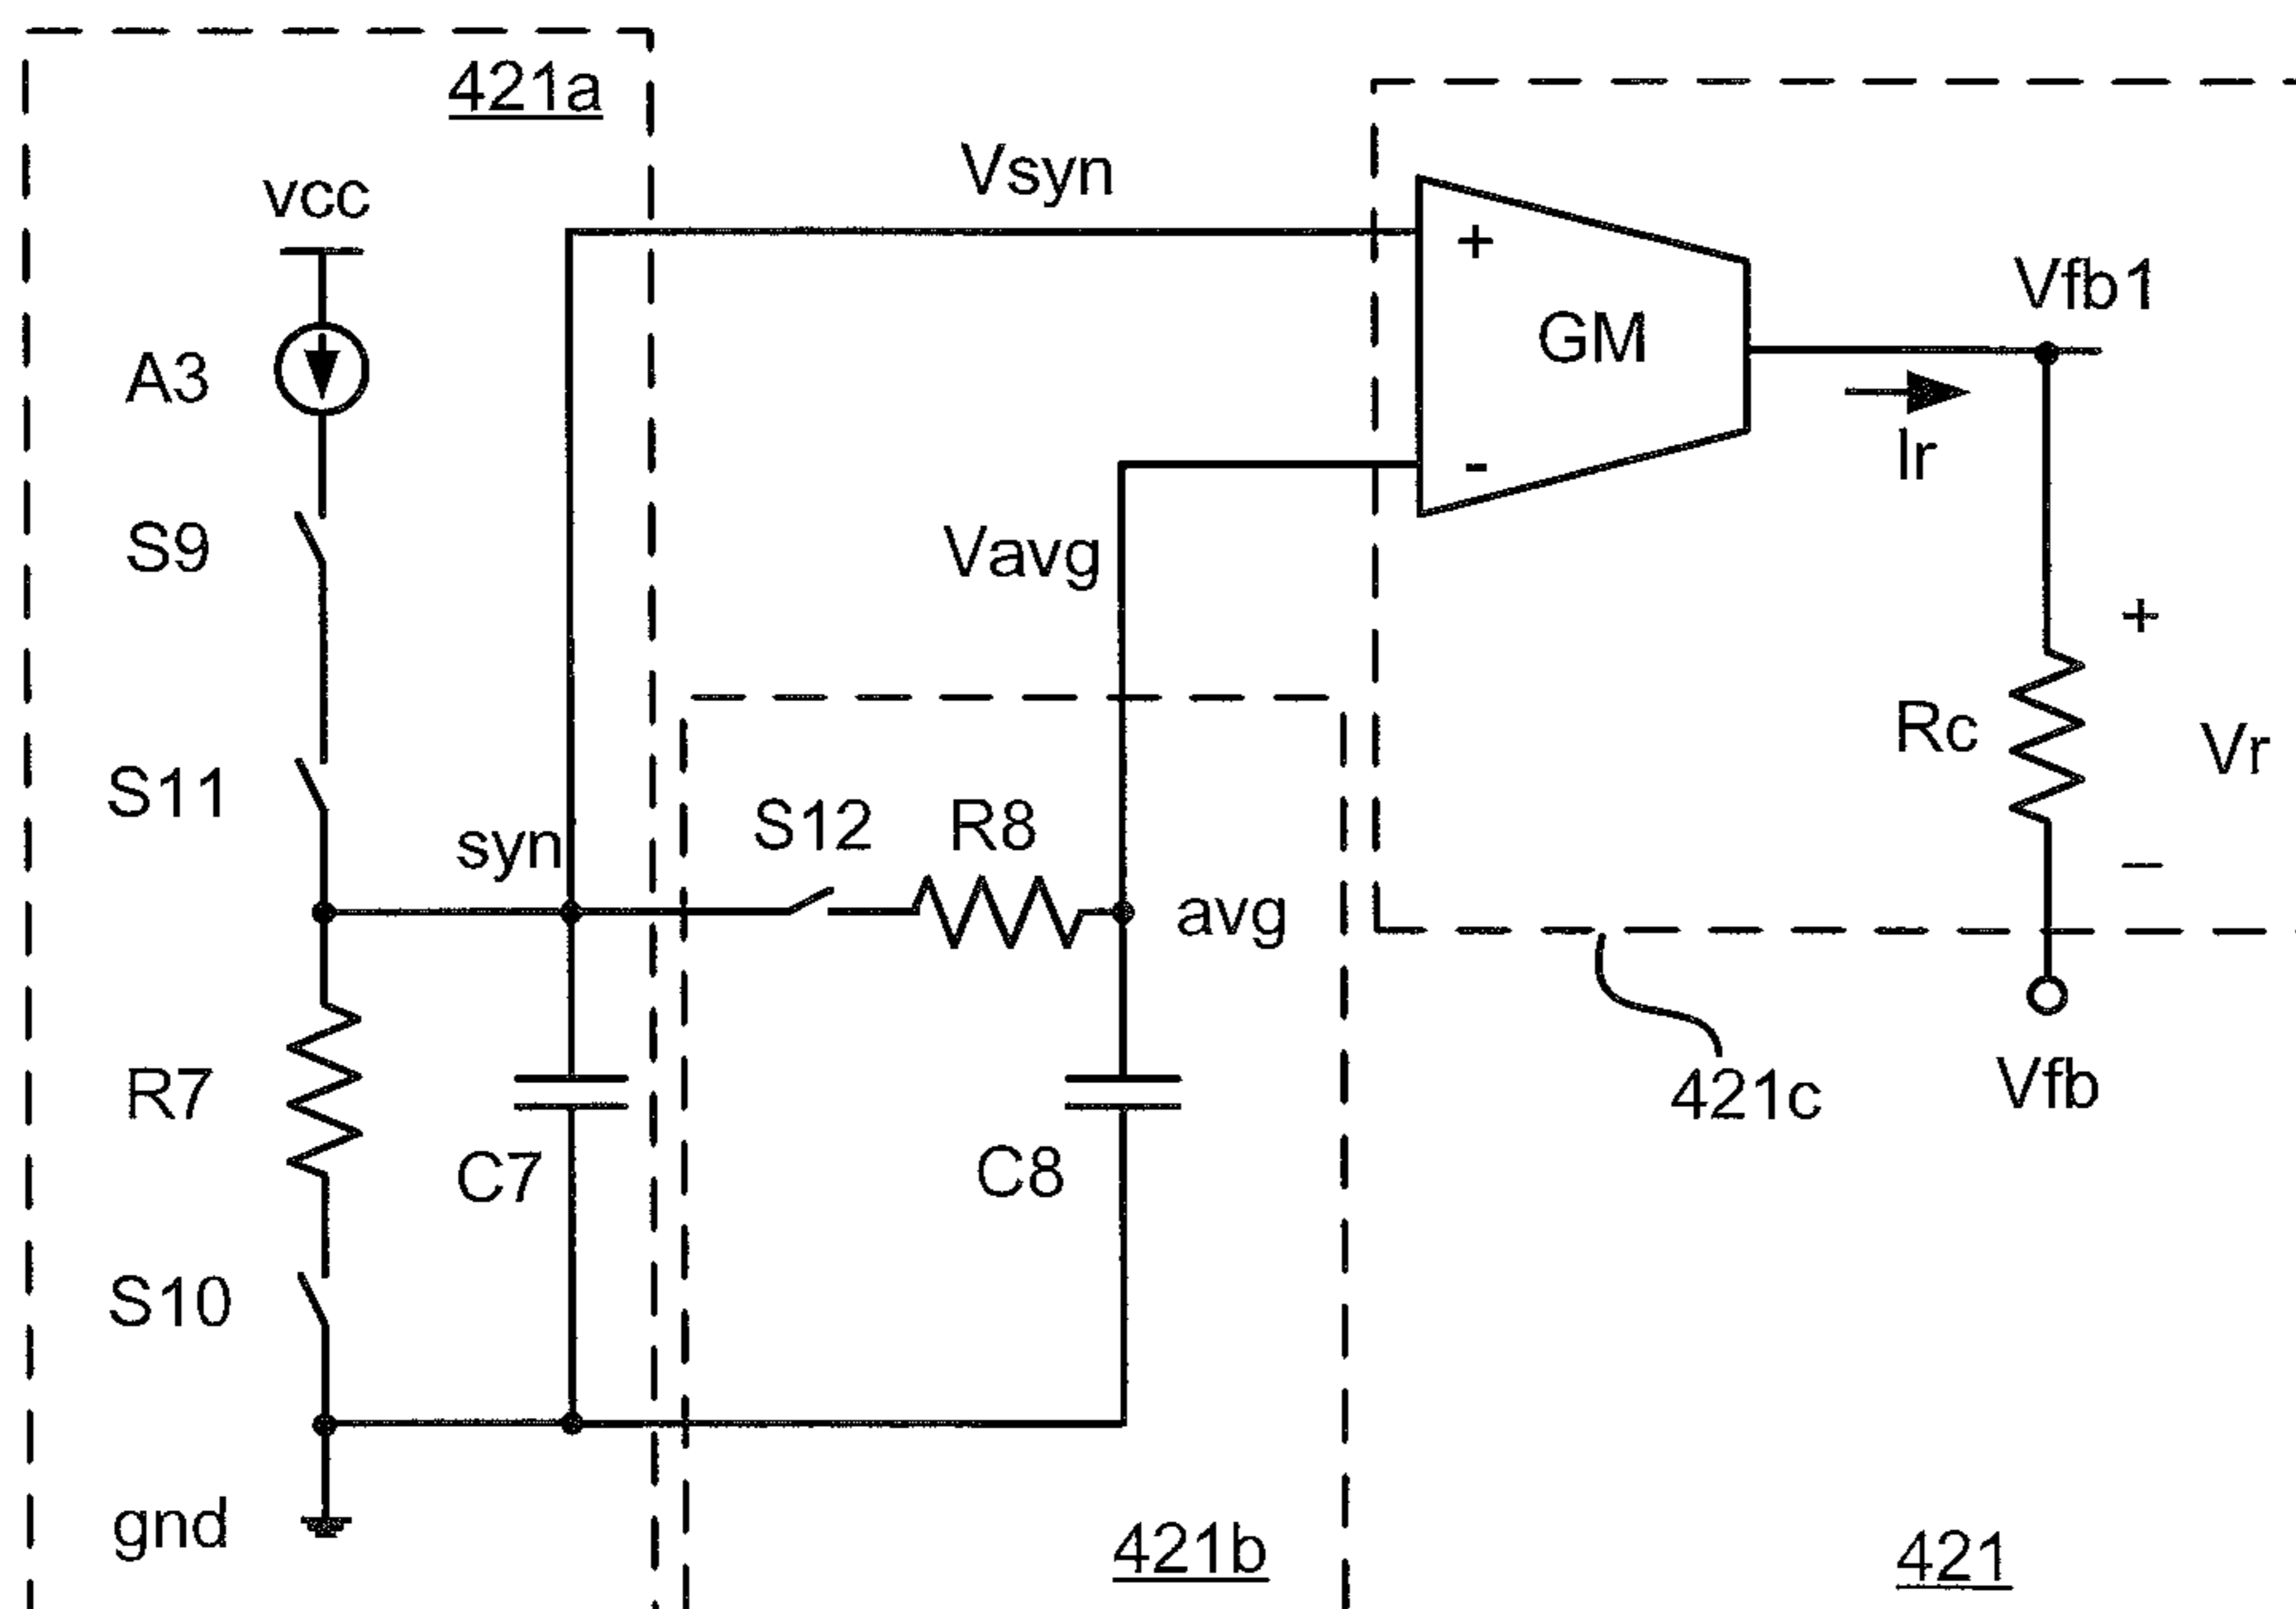 421a
vcc
Vsyn
+
GM
Vfb1
A3
Ir
-
S9
Vavg
+
Rc
Vr
S11
S12
R8
syn
avg
–
R7
421c
Vfb
C7
C8
S10
gnd
421b
421